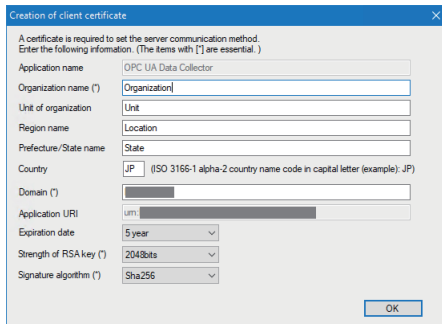 Creation of client certificate
A certificate is required to set the server communication method.
Enter the following information. (The items with [*] are essential. )
Application name OPC UA Data Collector
Organization name (*) Organization
Unit of organization Unit
Region name Location
Prefecture/State name State
Country JP (ISO 3166-1 alpha-2 country name code in capital letter (example): JP)
Domain (*)
Application URI urn:
Expiration date 5 year
Strength of RSA key (*) 2048bits
Signature algorithm (*) Sha256
OK